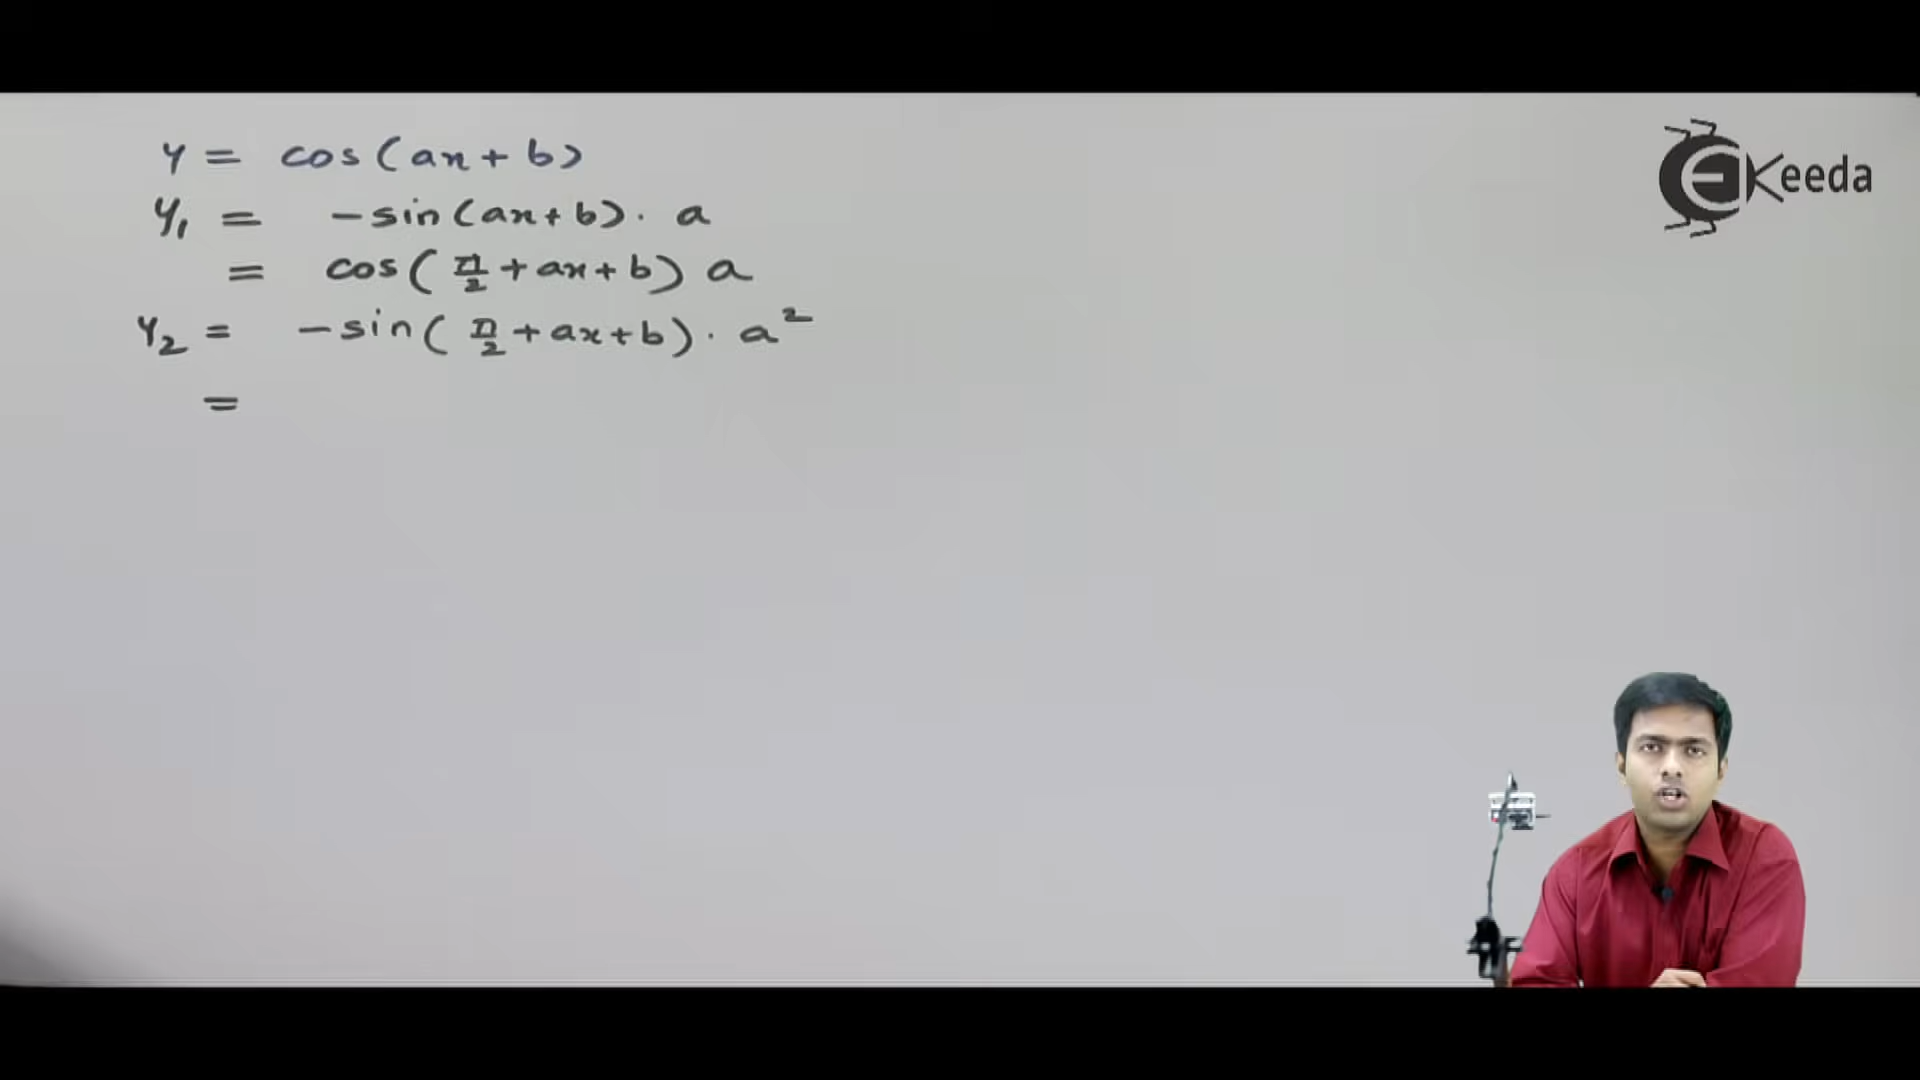 y = cos(ax + b)
y₁ = -sin(ax + b) · a
= cos(π/2 + ax + b) a
y₂ = -sin(π/2 + ax + b) · a²
=
EKeeda